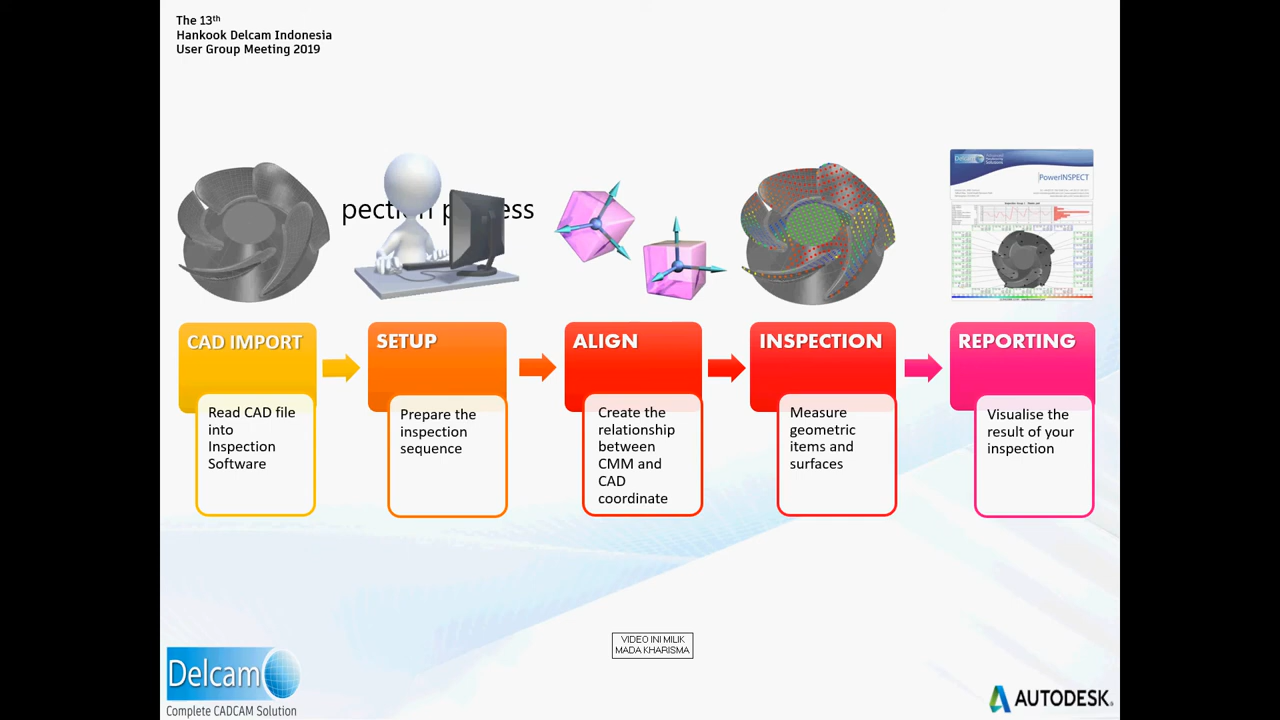 The 13th
Hankook Delcam Indonesia
User Group Meeting 2019
Delcam
PowerINSPECT
CAD IMPORT
Read CAD file
into
Inspection
Software
SETUP
Prepare the
inspection
sequence
ALIGN
Create the
relationship
between
CMM and
CAD
coordinate
INSPECTION
Measure
geometric
items and
surfaces
REPORTING
Visualise the
result of your
inspection
VIDEO INI MILIK
MADA KHARISMA
Delcam
Complete CADCAM Solution
AUTODESK